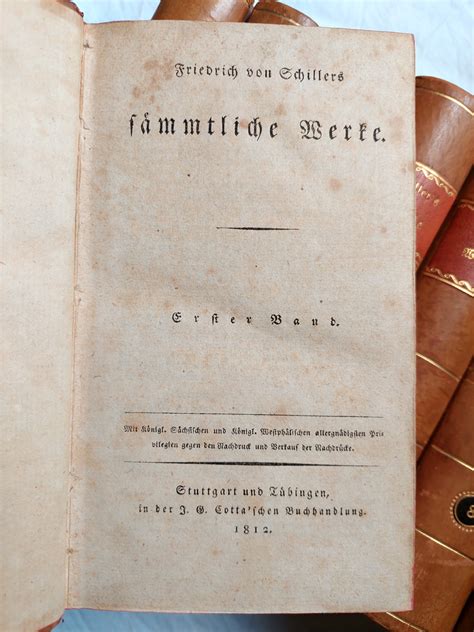 Friedrich von Schillers
sämmtliche Werke.
Erster Band.
Mit Königl. Sächsischen und Königl. Westphälischen allergnädigsten Pri
vilegien gegen den Nachdruck und Verkauf der Nachdrücke.
Stuttgart und Tübingen,
in der J. G. Cotta'schen Buchhandlung.
1812.